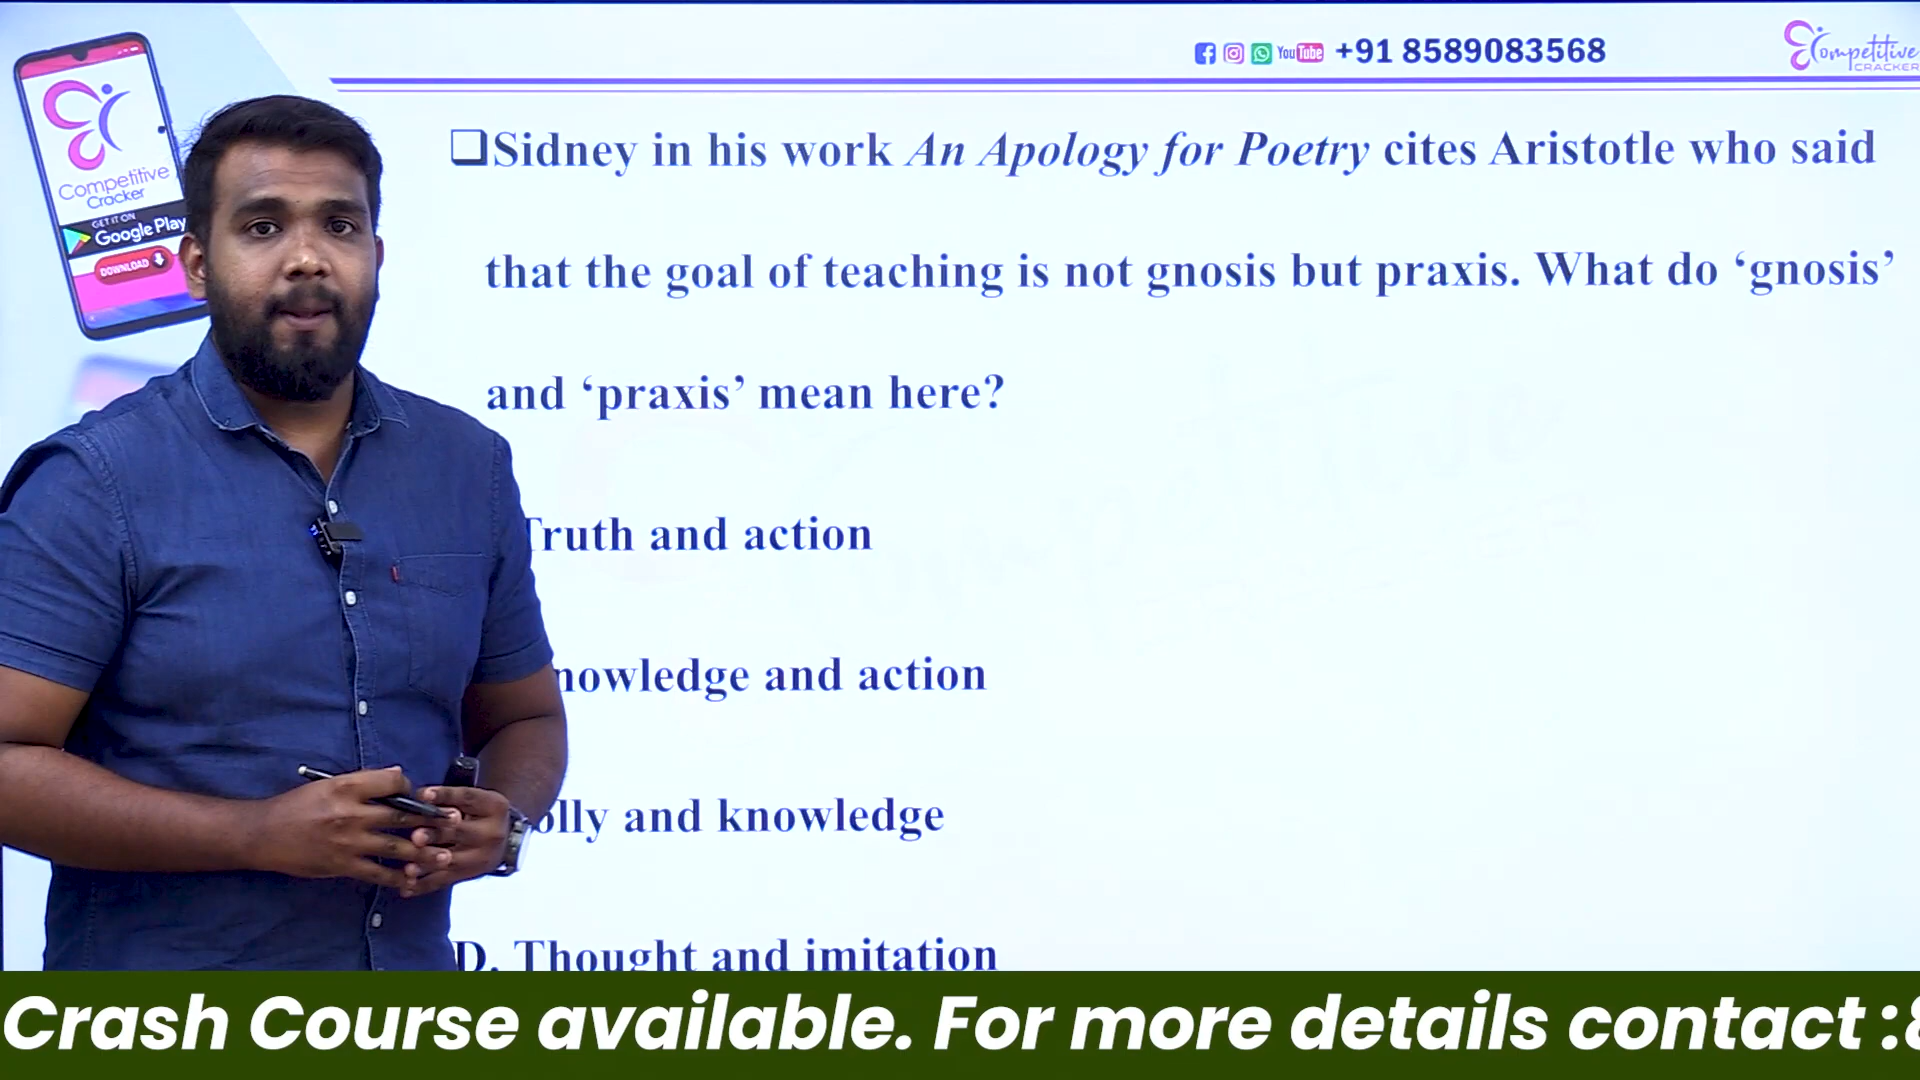 You Tube +91 8589083568
Competitive
CRACKER
Competitive
Cracker
GET IT ON
Google Play
DOWNLOAD
Sidney in his work An Apology for Poetry cites Aristotle who said
that the goal of teaching is not gnosis but praxis. What do ‘gnosis’
and ‘praxis’ mean here?
Truth and action
and action
and knowledge
D. Thought and imitation
Crash Course available. For more details contact :